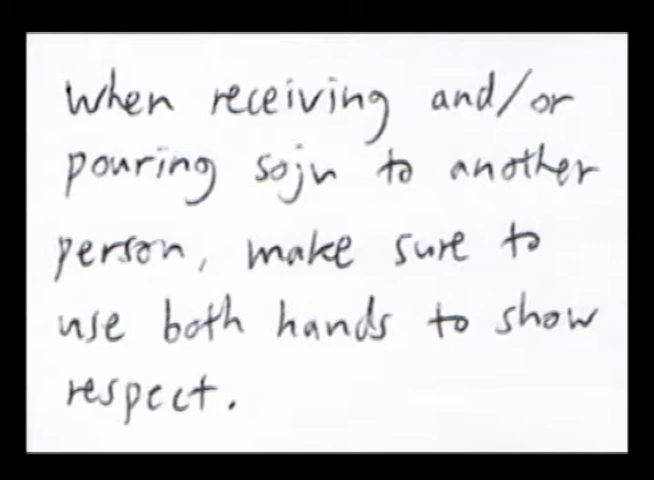 When receiving and/or
pouring soju to another
person, make sure to
use both hands to show
respect.